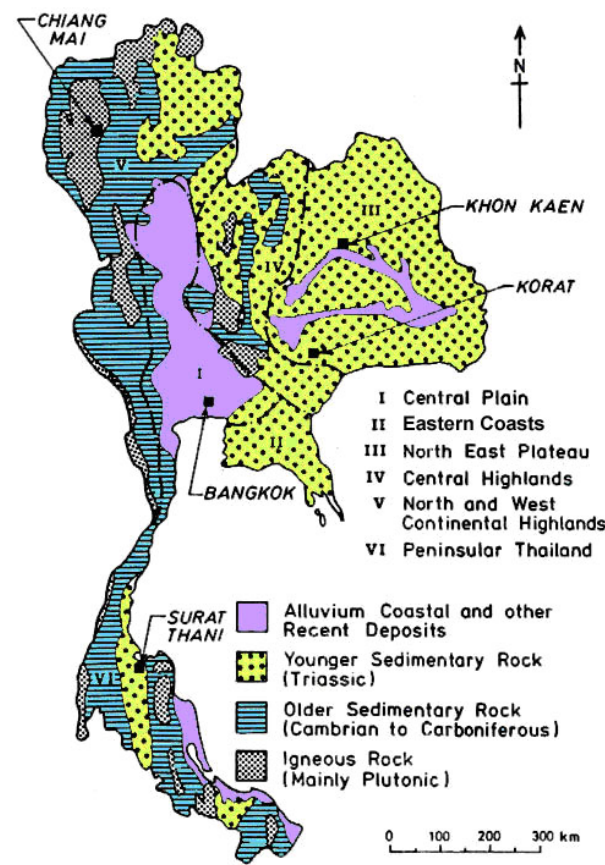 CHIANG
MAI
N
V
III
KHON KAEN
IV
KORAT
I
II
BANGKOK
I Central Plain
II Eastern Coasts
III North East Plateau
IV Central Highlands
V North and West
Continental Highlands
VI Peninsular Thailand
SURAT
THANI
VI
Alluvium Coastal and other
Recent Deposits
Younger Sedimentary Rock
(Triassic)
Older Sedimentary Rock
(Cambrian to Carboniferous)
Igneous Rock
(Mainly Plutonic)
0 100 200 300 km